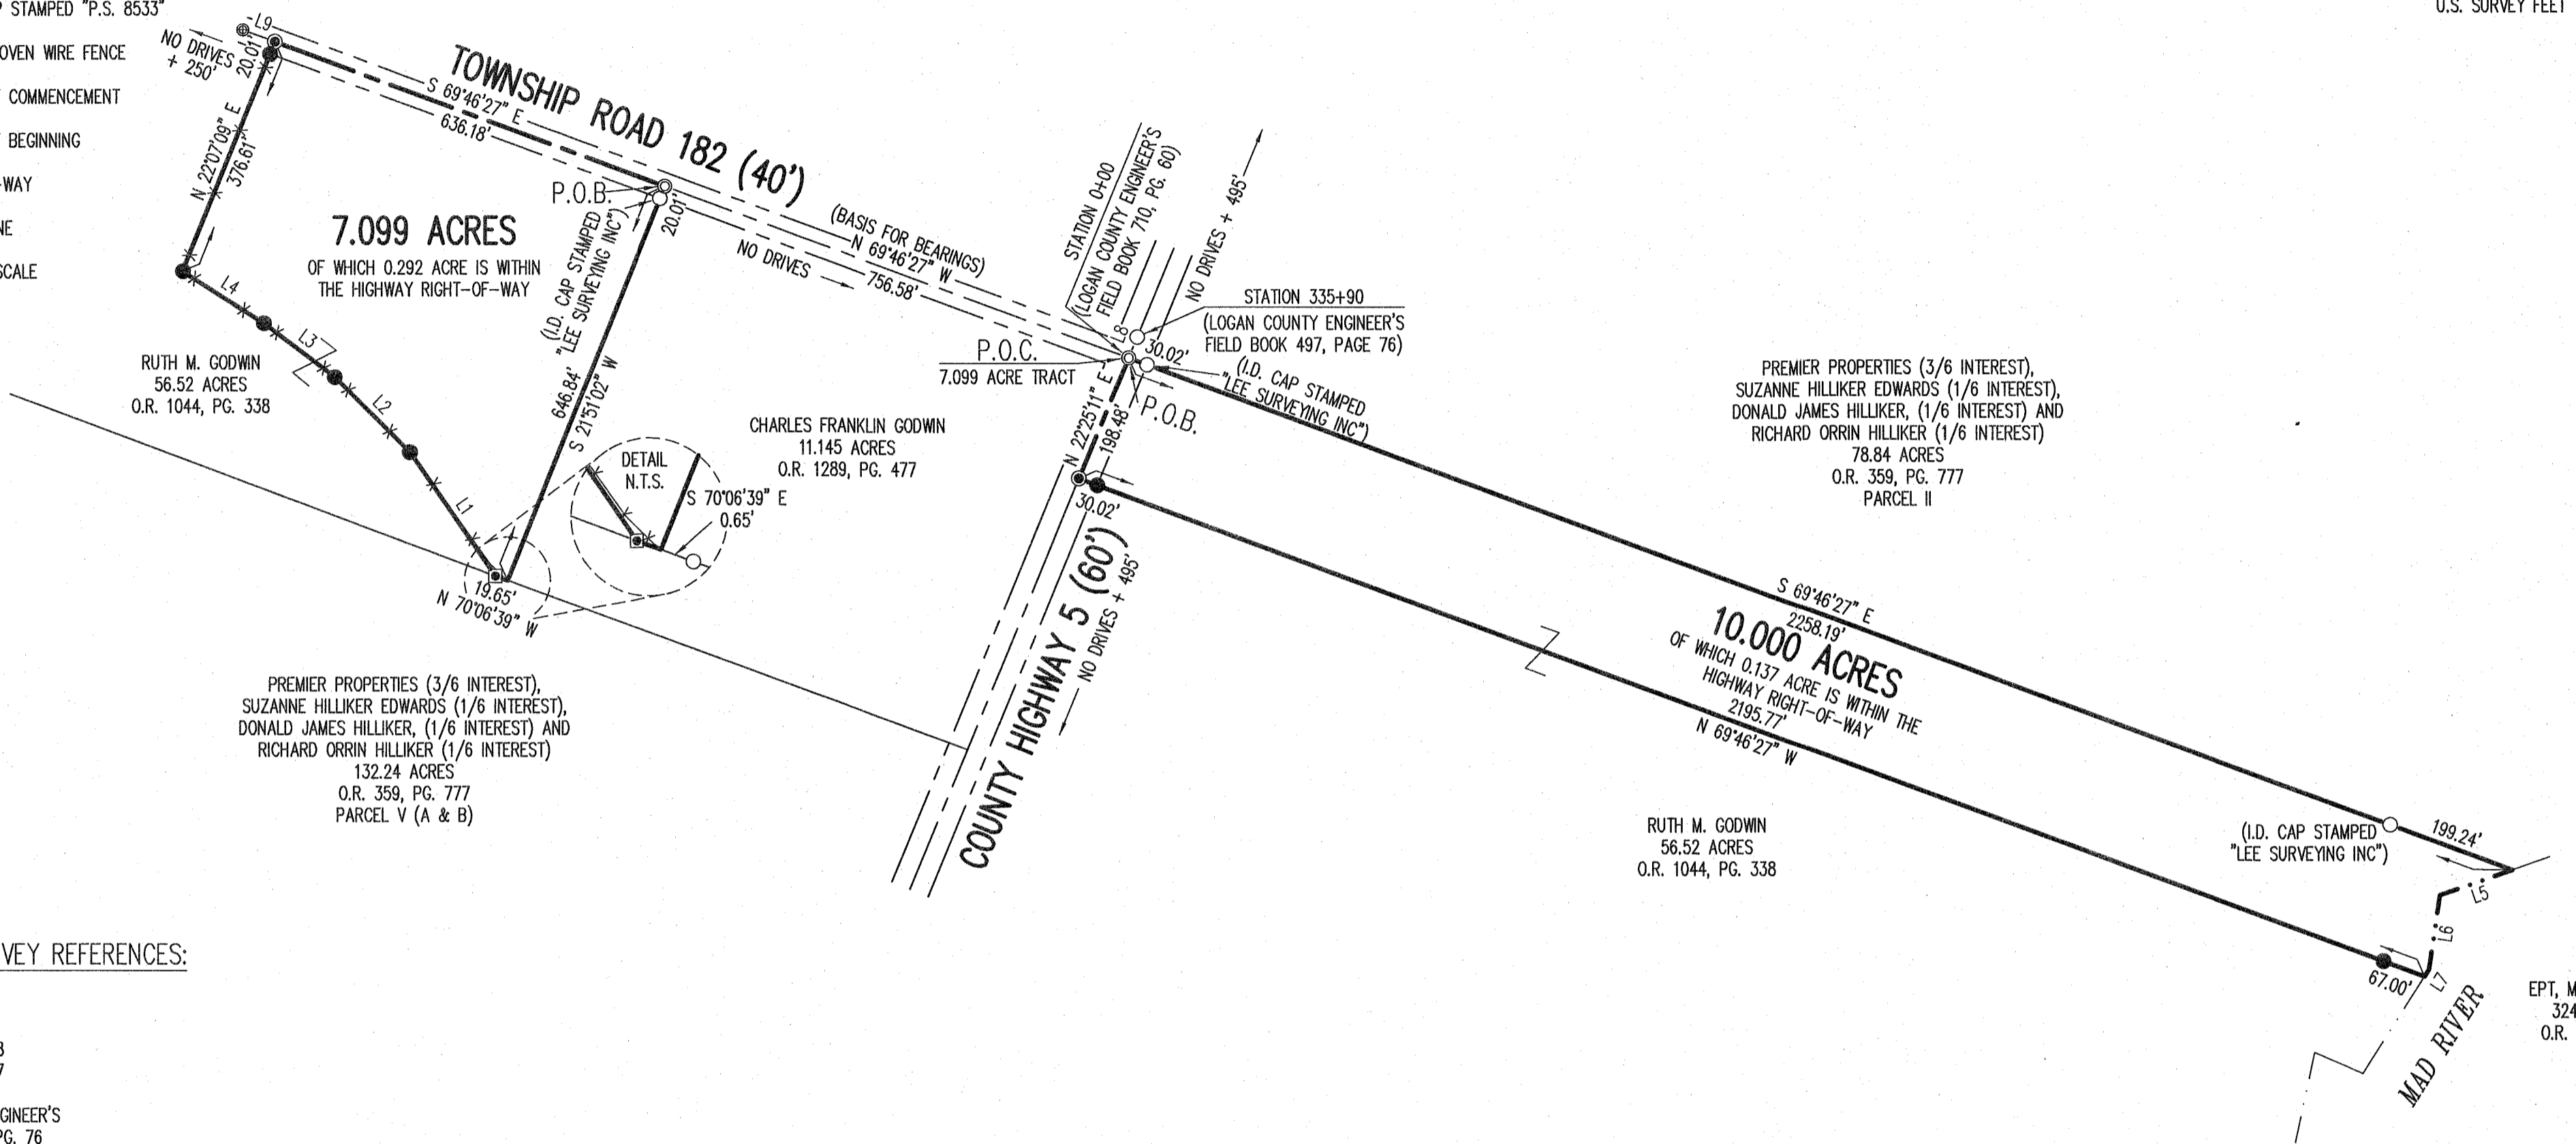 STAMPED "P.S. 8533"
OVEN WIRE FENCE
COMMENCEMENT
BEGINNING
WAY
SCALE
U.S. SURVEY FEET
L9
NO DRIVES
+ 250'
20.01'
TOWNSHIP ROAD 182 (40')
S 69°46'27" E
636.18'
N 22°07'09" E
376.61'
P.O.B.
20.01'
(I.D. CAP STAMPED
"LEE SURVEYING INC")
7.099 ACRES
OF WHICH 0.292 ACRE IS WITHIN
THE HIGHWAY RIGHT-OF-WAY
(BASIS FOR BEARINGS)
N 69°46'27" W
NO DRIVES
756.58'
STATION 0+00
(LOGAN COUNTY ENGINEER'S
FIELD BOOK 710, PG. 60)
NO DRIVES + 495'
L8
STATION 335+90
(LOGAN COUNTY ENGINEER'S
FIELD BOOK 497, PAGE 76)
30.02'
(I.D. CAP STAMPED
"LEE SURVEYING INC")
P.O.C.
7.099 ACRE TRACT
P.O.B.
N 22°25'11" E
198.48'
30.02'
L4
L3
L2
L1
RUTH M. GODWIN
56.52 ACRES
O.R. 1044, PG. 338
646.84'
S 21°51'02" W
CHARLES FRANKLIN GODWIN
11.145 ACRES
O.R. 1289, PG. 477
DETAIL
N.T.S.
S 70°06'39" E
0.65'
19.65'
N 70°06'39" W
PREMIER PROPERTIES (3/6 INTEREST),
SUZANNE HILLIKER EDWARDS (1/6 INTEREST),
DONALD JAMES HILLIKER, (1/6 INTEREST) AND
RICHARD ORRIN HILLIKER (1/6 INTEREST)
78.84 ACRES
O.R. 359, PG. 777
PARCEL II
COUNTY HIGHWAY 5 (60')
NO DRIVES + 495'
PREMIER PROPERTIES (3/6 INTEREST),
SUZANNE HILLIKER EDWARDS (1/6 INTEREST),
DONALD JAMES HILLIKER, (1/6 INTEREST) AND
RICHARD ORRIN HILLIKER (1/6 INTEREST)
132.24 ACRES
O.R. 359, PG. 777
PARCEL V (A & B)
S 69°46'27" E
2258.19'
10.000 ACRES
OF WHICH 0.137 ACRE IS WITHIN THE
HIGHWAY RIGHT-OF-WAY
2195.77'
N 69°46'27" W
RUTH M. GODWIN
56.52 ACRES
O.R. 1044, PG. 338
(I.D. CAP STAMPED
"LEE SURVEYING INC")
199.24'
L5
L6
L7
67.00'
MAD RIVER
EPT, M
324
O.R.
VEY REFERENCES:
GINEER'S
PG. 76